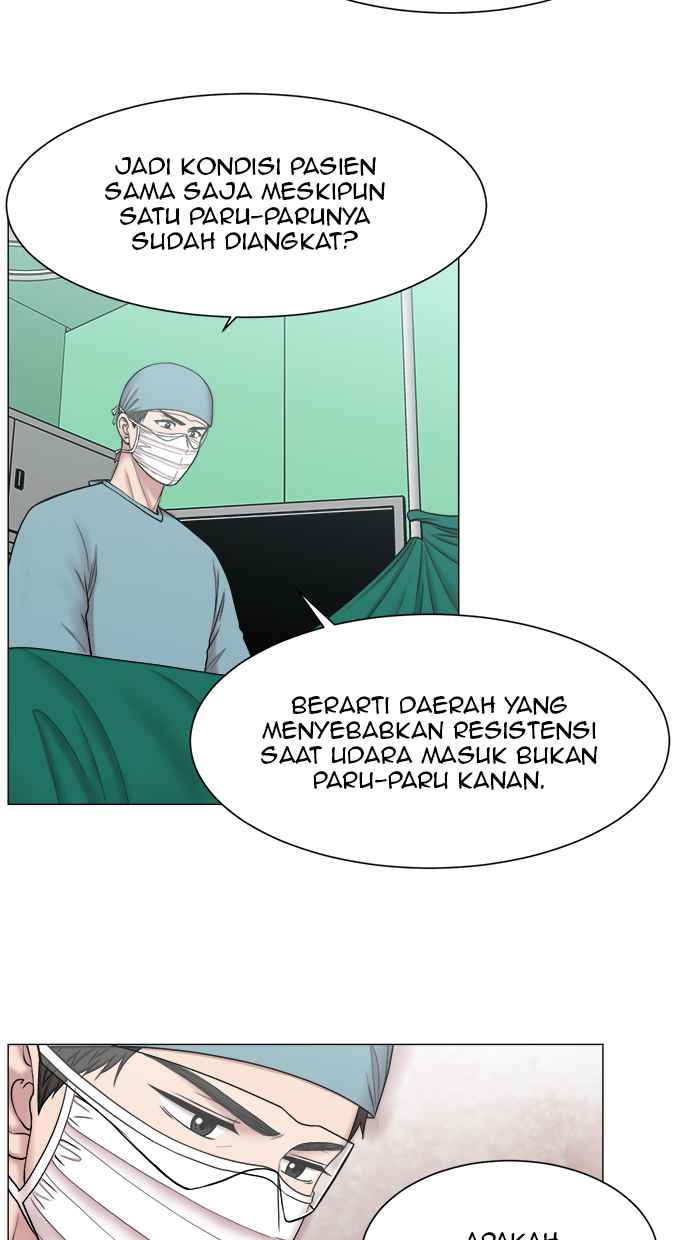 JADI KONDISI PASIEN
SAMA SAJA MESKIPUN
SATU PARU-PARUNYA
SUDAH DIANGKAT?
BERARTI DAERAH YANG
MENYEBABKAN RESISTENSI
SAAT UDARA MASUK BUKAN
PARU-PARU KANAN.
APAKAH